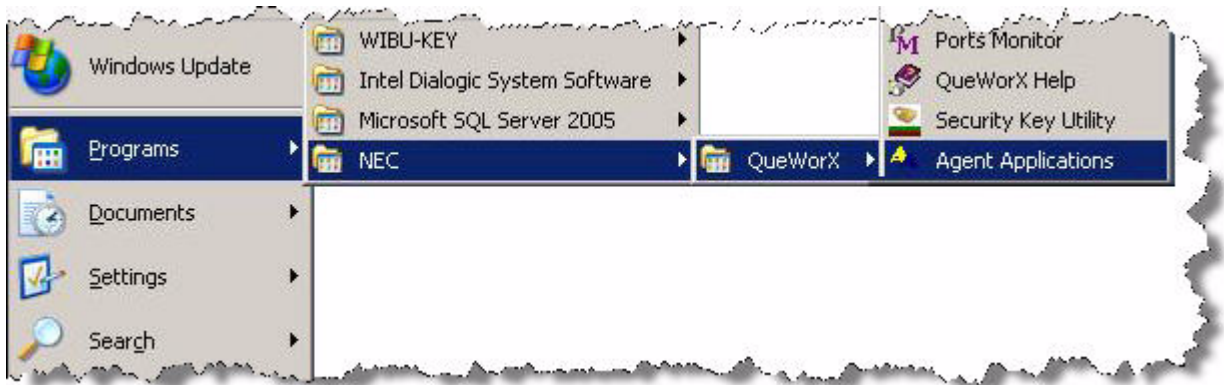 Windows Update
Programs
Documents
Settings
Search
WIBU-KEY
Intel Dialogic System Software
Microsoft SQL Server 2005
NEC
QueWorX
Ports Monitor
QueWorX Help
Security Key Utility
Agent Applications